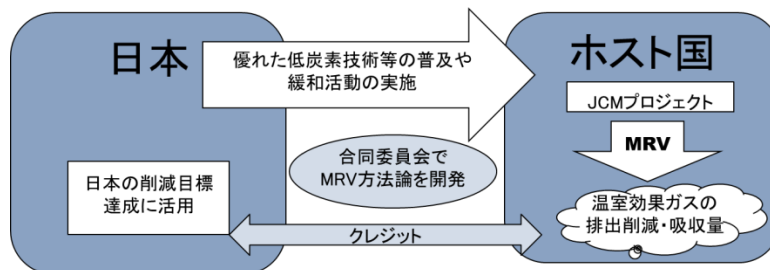 日本
優れた低炭素技術等の普及や
緩和活動の実施
ホスト国
JCMプロジェクト
MRV
合同委員会で
MRV方法論を開発
日本の削減目標
達成に活用
温室効果ガスの
排出削減・吸収量
クレジット